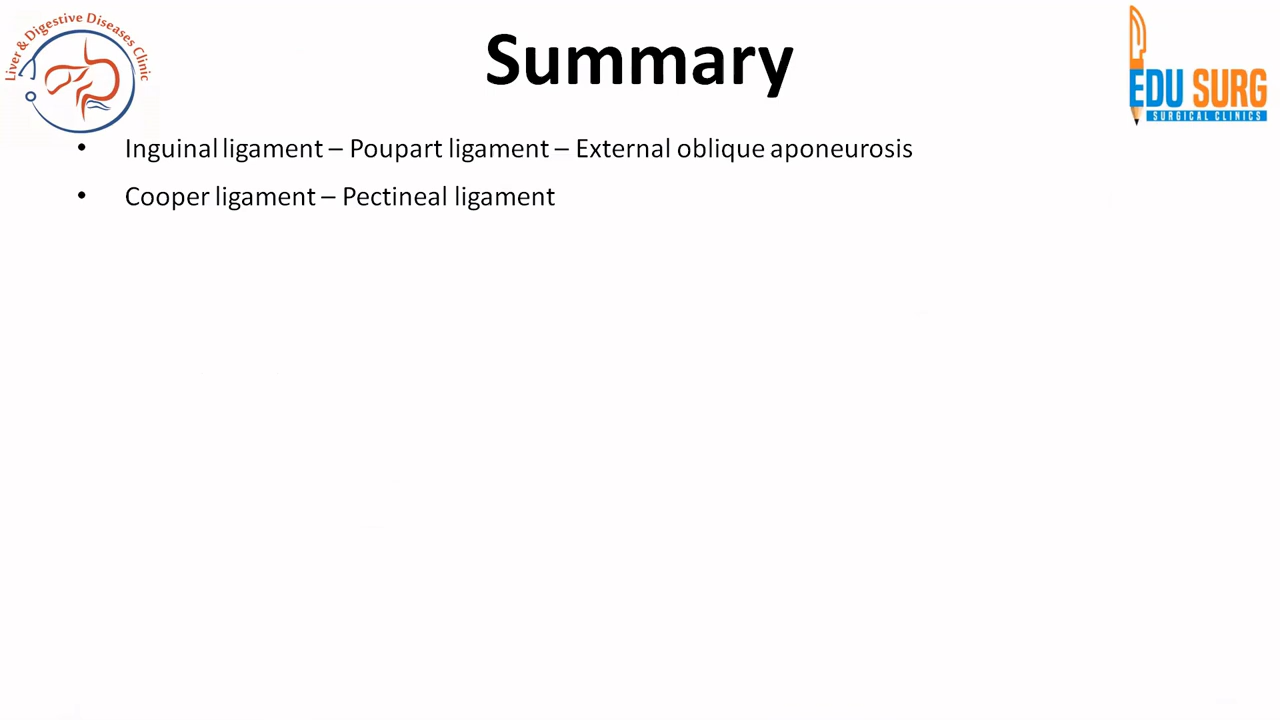 Liver & Digestive Diseases Clinic
Summary
EDU SURG
SURGICAL CLINICS
• Inguinal ligament – Poupart ligament – External oblique aponeurosis
• Cooper ligament – Pectineal ligament